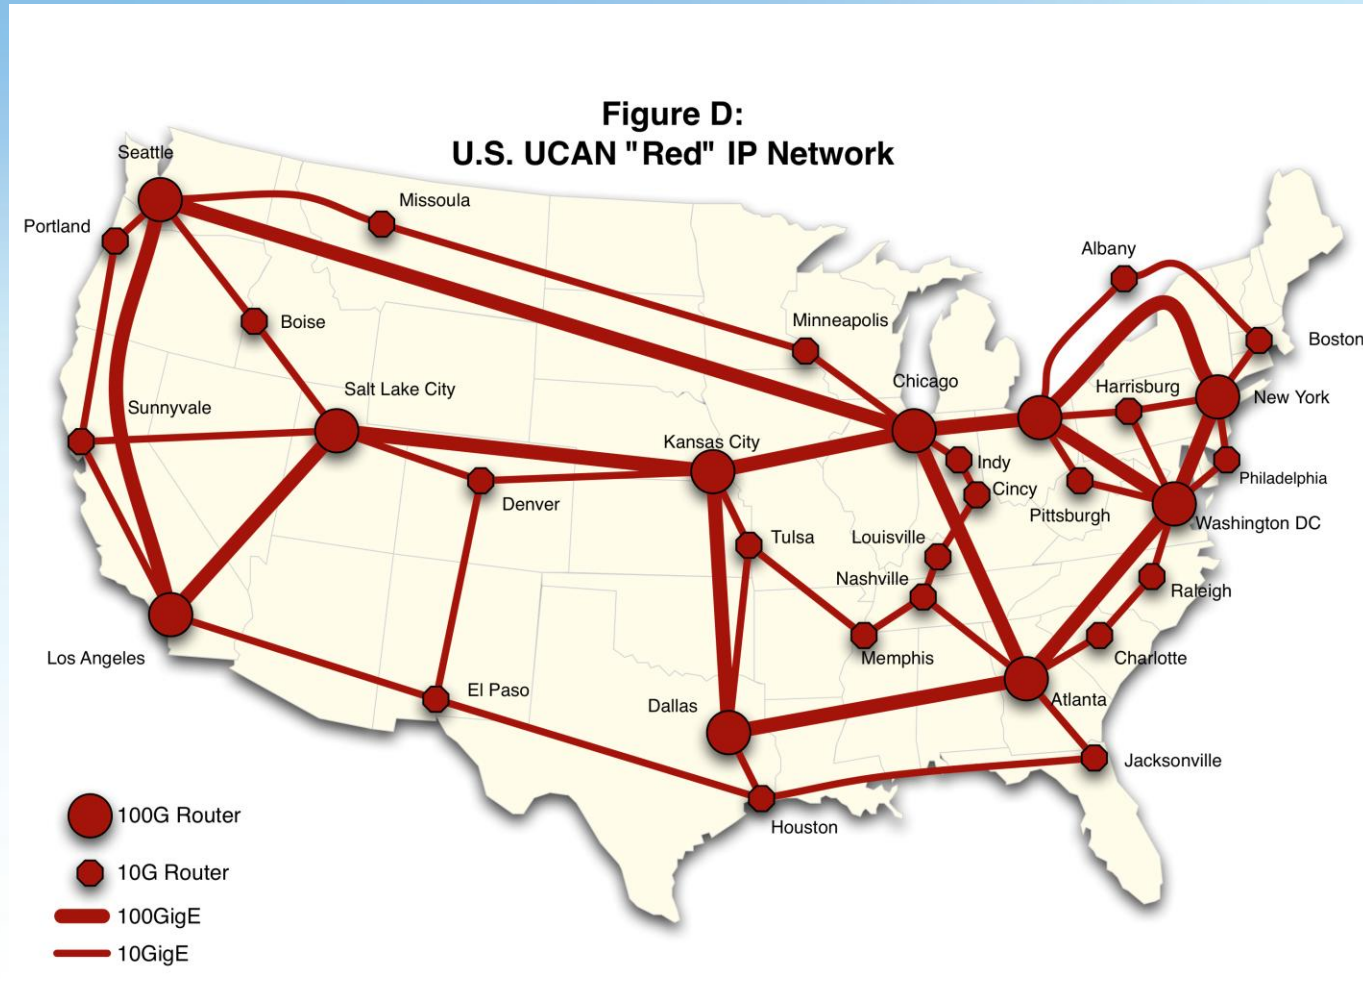 Figure D:
U.S. UCAN "Red" IP Network
Seattle
Missoula
Portland
Albany
Boise
Minneapolis
Boston
Chicago
Salt Lake City
Harrisburg
New York
Sunnyvale
Kansas City
Indy
Philadelphia
Cincy
Denver
Pittsburgh
Washington DC
Tulsa
Louisville
Nashville
Raleigh
Los Angeles
Memphis
Charlotte
El Paso
Dallas
Atlanta
Jacksonville
100G Router
Houston
10G Router
100GigE
10GigE